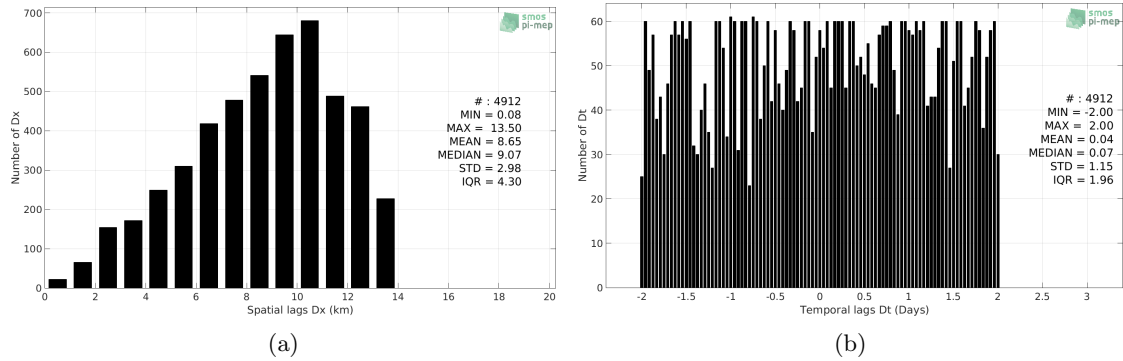 smos
pi-mep
700
600
500
400
300
200
100
0
Number of Dx
# : 4912
MIN = 0.08
MAX = 13.50
MEAN = 8.65
MEDIAN = 9.07
STD = 2.98
IQR = 4.30
0 2 4 6 8 10 12 14 16 18 20
Spatial lags Dx (km)
(a)
smos
pi-mep
60
50
40
30
20
10
0
Number of Dt
# : 4912
MIN = -2.00
MAX = 2.00
MEAN = 0.04
MEDIAN = 0.07
STD = 1.15
IQR = 1.96
-2 -1.5 -1 -0.5 0 0.5 1 1.5 2 2.5 3
Temporal lags Dt (Days)
(b)